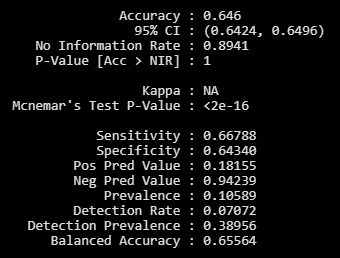 Accuracy : 0.646
95% CI : (0.6424, 0.6496)
No Information Rate : 0.8941
P-Value [Acc > NIR] : 1
Kappa : NA
Mcnemar's Test P-Value : <2e-16
Sensitivity : 0.66788
Specificity : 0.64340
Pos Pred Value : 0.18155
Neg Pred Value : 0.94239
Prevalence : 0.10589
Detection Rate : 0.07072
Detection Prevalence : 0.38956
Balanced Accuracy : 0.65564